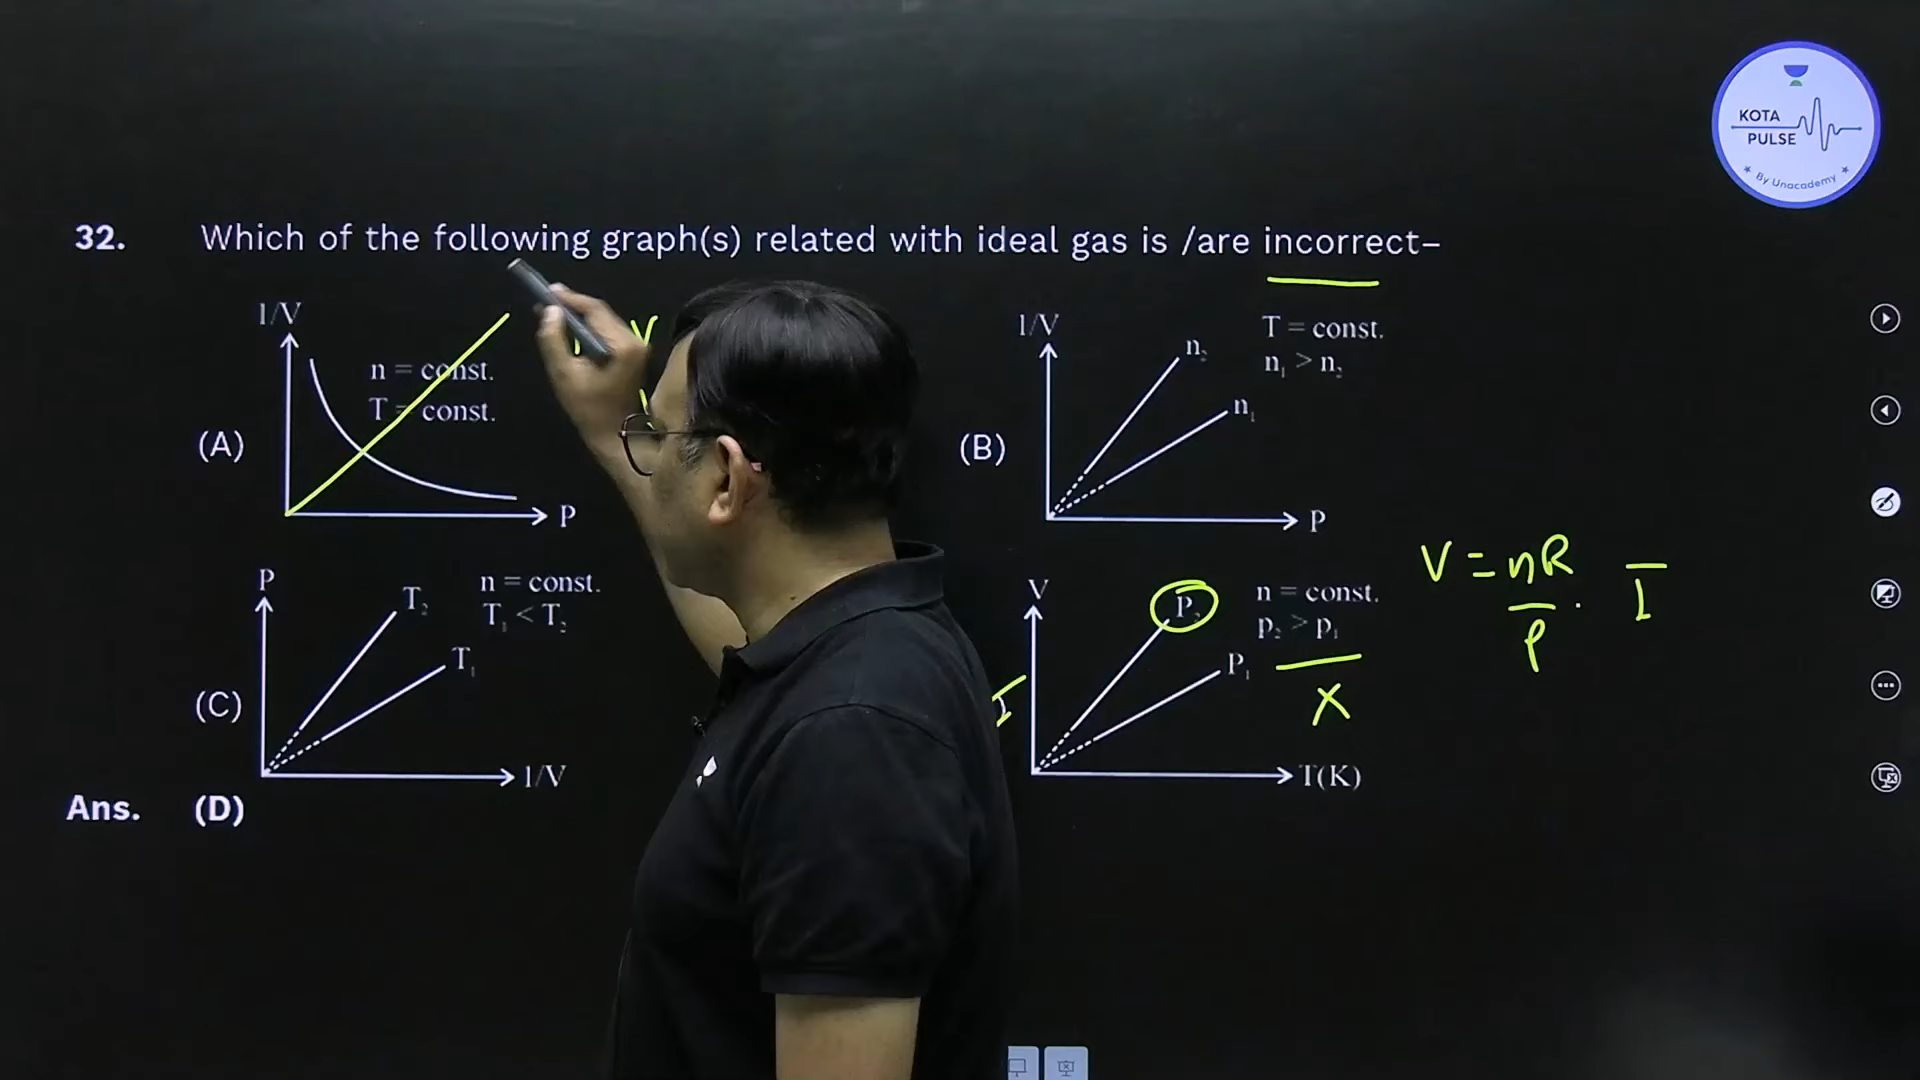 KOTA
PULSE
By Unacademy
32. Which of the following graph(s) related with ideal gas is /are incorrect–
(A)
1/V
n = const.
T = const.
P
V
(B)
1/V
n₂
n₁
T = const.
n₁ > n₂
P
(C)
P
T₂
T₁
n = const.
T₁ < T₂
1/V
V
P₂
P₁
n = const.
p₂ > p₁
X
T(K)
V = nR
P
Ans. (D)